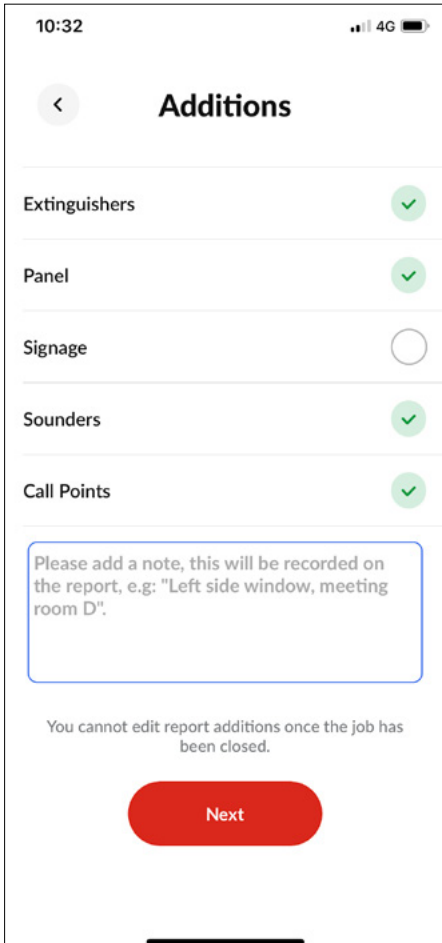 10:32
4G
Additions
Extinguishers
Panel
Signage
Sounders
Call Points
Please add a note, this will be recorded on
the report, e.g: "Left side window, meeting
room D".
You cannot edit report additions once the job has
been closed.
Next